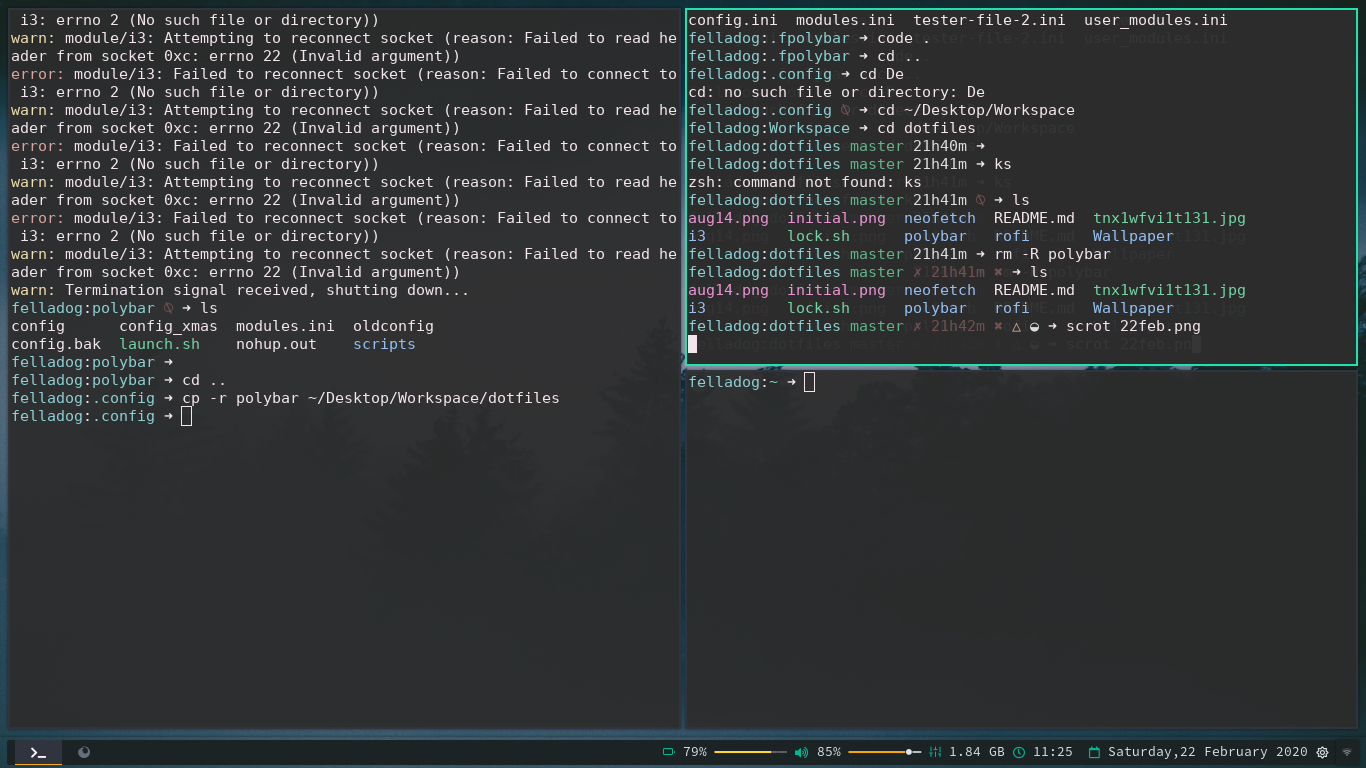 i3: errno 2 (No such file or directory))
warn: module/i3: Attempting to reconnect socket (reason: Failed to read he
ader from socket 0xc: errno 22 (Invalid argument))
error: module/i3: Failed to reconnect socket (reason: Failed to connect to
 i3: errno 2 (No such file or directory))
warn: module/i3: Attempting to reconnect socket (reason: Failed to read he
ader from socket 0xc: errno 22 (Invalid argument))
error: module/i3: Failed to reconnect socket (reason: Failed to connect to
 i3: errno 2 (No such file or directory))
warn: module/i3: Attempting to reconnect socket (reason: Failed to read he
ader from socket 0xc: errno 22 (Invalid argument))
error: module/i3: Failed to reconnect socket (reason: Failed to connect to
 i3: errno 2 (No such file or directory))
warn: module/i3: Attempting to reconnect socket (reason: Failed to read he
ader from socket 0xc: errno 22 (Invalid argument))
warn: Termination signal received, shutting down...
felladog:polybar ⍉ ➜ ls
config      config_xmas  modules.ini  oldconfig
config.bak  launch.sh    nohup.out    scripts
felladog:polybar ➜
felladog:polybar ➜ cd ..
felladog:.config ➜ cp -r polybar ~/Desktop/Workspace/dotfiles
felladog:.config ➜
config.ini  modules.ini  tester-file-2.ini  user_modules.ini
felladog:.fpolybar ➜ code .
felladog:.fpolybar ➜ cd ..
felladog:.config ➜ cd De
cd: no such file or directory: De
felladog:.config ⍉ ➜ cd ~/Desktop/Workspace
felladog:Workspace ➜ cd dotfiles
felladog:dotfiles master 21h40m ➜
felladog:dotfiles master 21h41m ➜ ks
zsh: command not found: ks
felladog:dotfiles master 21h41m ⍉ ➜ ls
aug14.png  initial.png  neofetch  README.md  tnx1wfvi1t131.jpg
i3         lock.sh      polybar   rofi       Wallpaper
felladog:dotfiles master 21h41m ➜ rm -R polybar
felladog:dotfiles master ✗ 21h41m ✖ ➜ ls
aug14.png  initial.png  neofetch  README.md  tnx1wfvi1t131.jpg
i3         lock.sh      polybar   rofi       Wallpaper
felladog:dotfiles master ✗ 21h42m ✖ △ ◒ ➜ scrot 22feb.png
felladog:~ ➜
79% 85% 1.84 GB 11:25 Saturday,22 February 2020